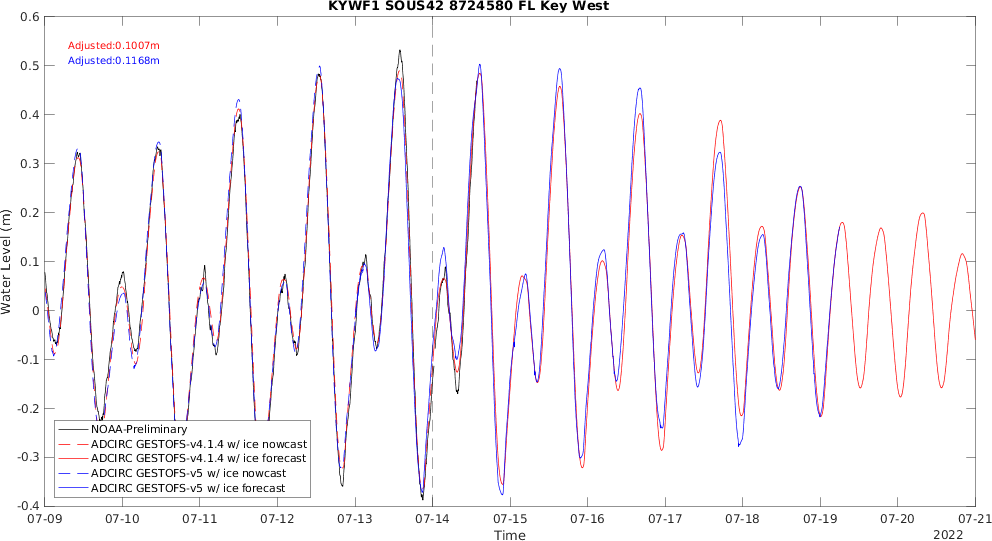 KYWF1 SOUS42 8724580 FL Key West
Adjusted:0.1007m
Adjusted:0.1168m
0.6
0.5
0.4
0.3
0.2
0.1
0
-0.1
-0.2
-0.3
-0.4
Water Level (m)
NOAA-Preliminary
ADCIRC GESTOFS-v4.1.4 w/ ice nowcast
ADCIRC GESTOFS-v4.1.4 w/ ice forecast
ADCIRC GESTOFS-v5 w/ ice nowcast
ADCIRC GESTOFS-v5 w/ ice forecast
07-09 07-10 07-11 07-12 07-13 07-14 07-15 07-16 07-17 07-18 07-19 07-20 07-21
Time
2022